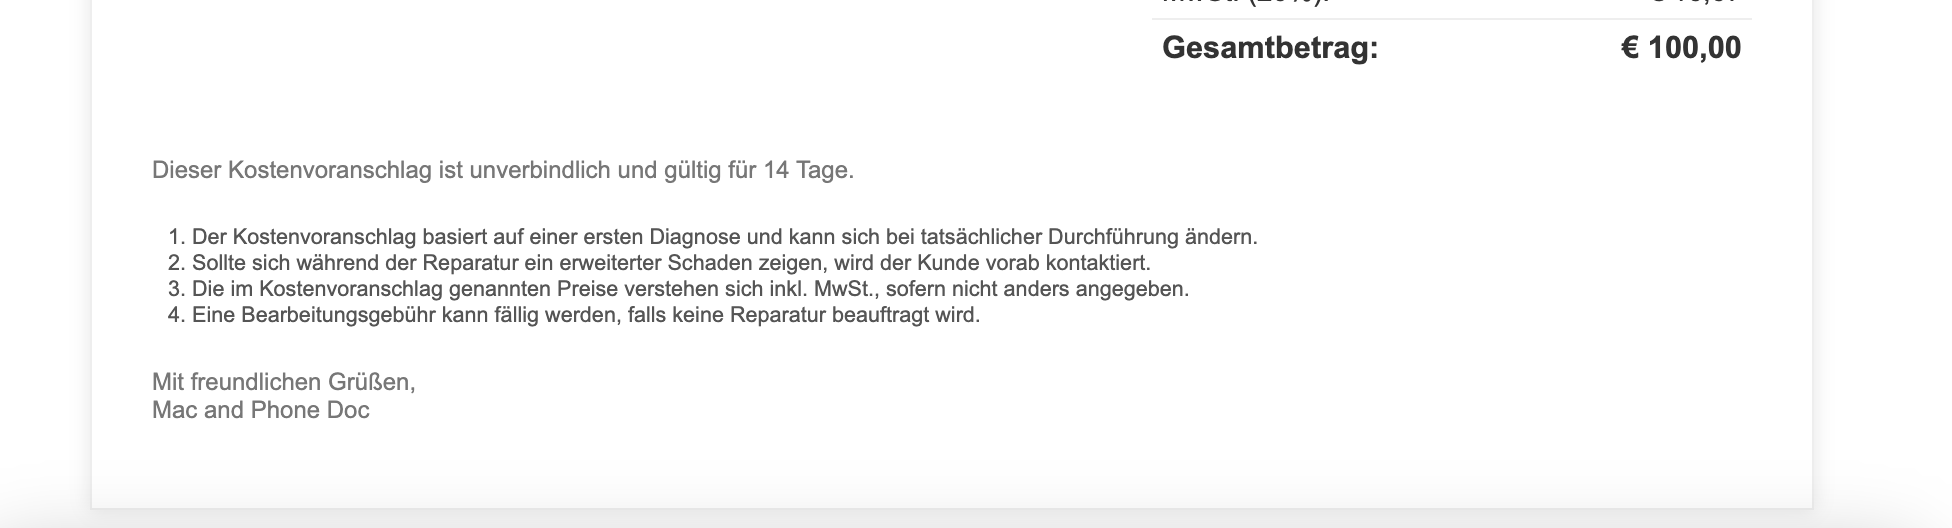 Gesamtbetrag: € 100,00
Dieser Kostenvoranschlag ist unverbindlich und gültig für 14 Tage.
1. Der Kostenvoranschlag basiert auf einer ersten Diagnose und kann sich bei tatsächlicher Durchführung ändern.
2. Sollte sich während der Reparatur ein erweiterter Schaden zeigen, wird der Kunde vorab kontaktiert.
3. Die im Kostenvoranschlag genannten Preise verstehen sich inkl. MwSt., sofern nicht anders angegeben.
4. Eine Bearbeitungsgebühr kann fällig werden, falls keine Reparatur beauftragt wird.
Mit freundlichen Grüßen,
Mac and Phone Doc